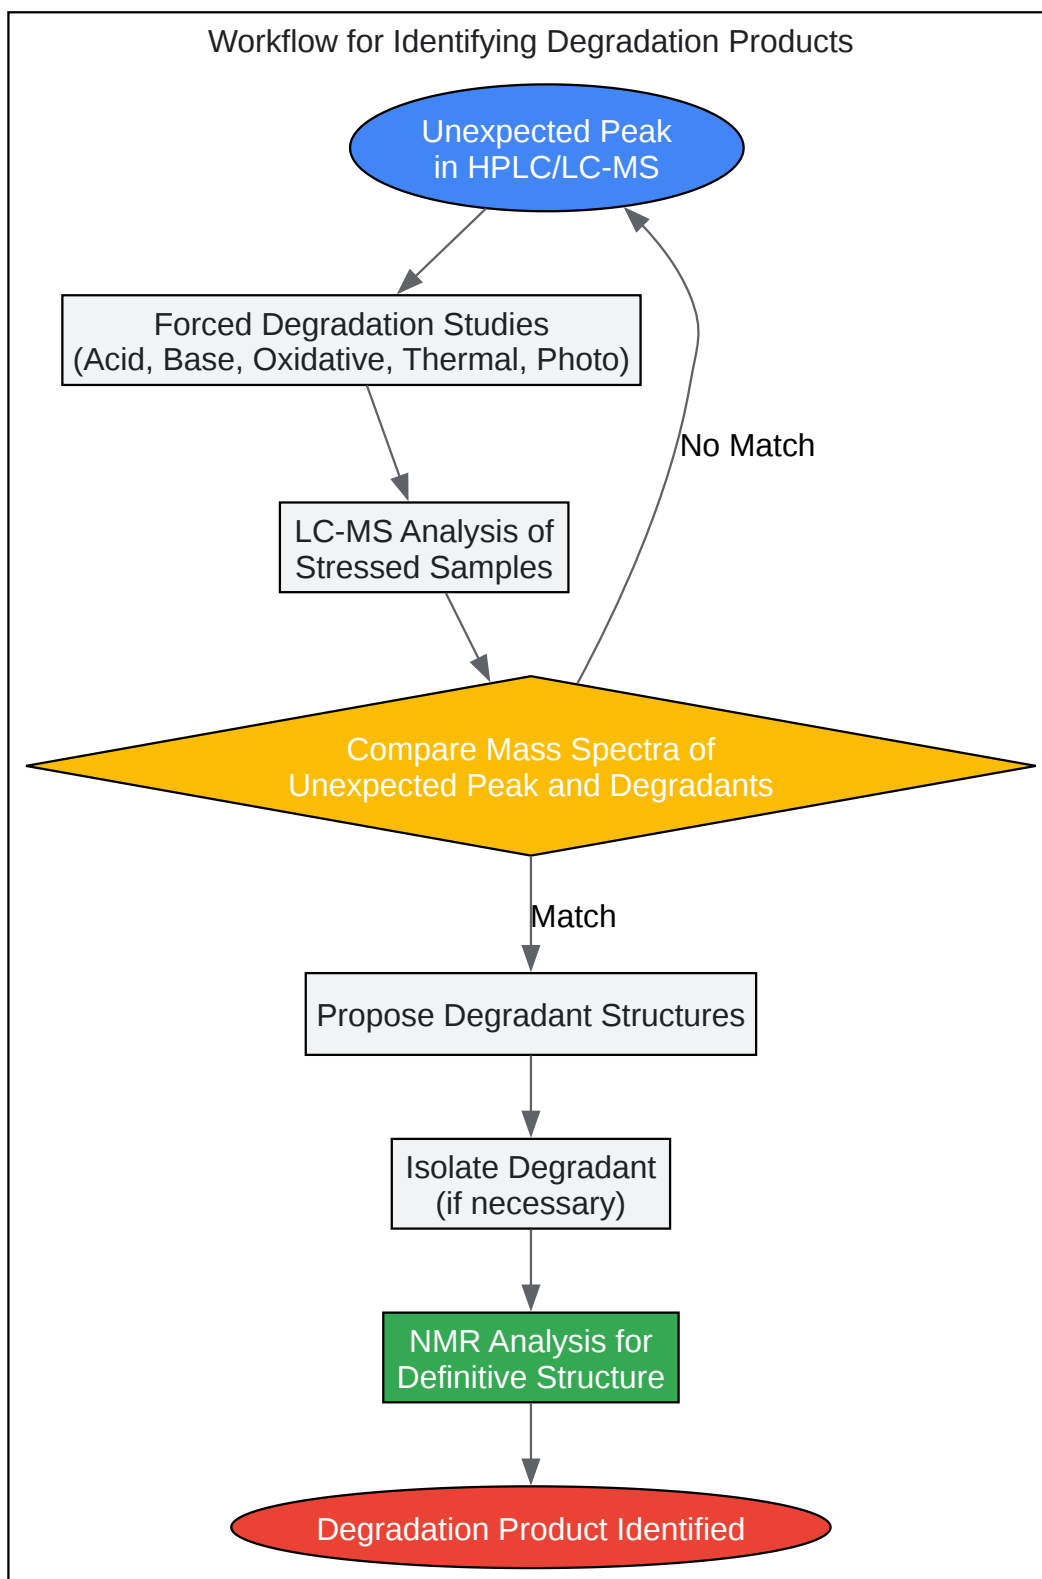 Workflow for Identifying Degradation Products
Unexpected Peak
in HPLC/LC-MS
Forced Degradation Studies
(Acid, Base, Oxidative, Thermal, Photo)
No Match
LC-MS Analysis of
Stressed Samples
Compare Mass Spectra of
Unexpected Peak and Degradants
Match
Propose Degradant Structures
Isolate Degradant
(if necessary)
NMR Analysis for
Definitive Structure
Degradation Product Identified